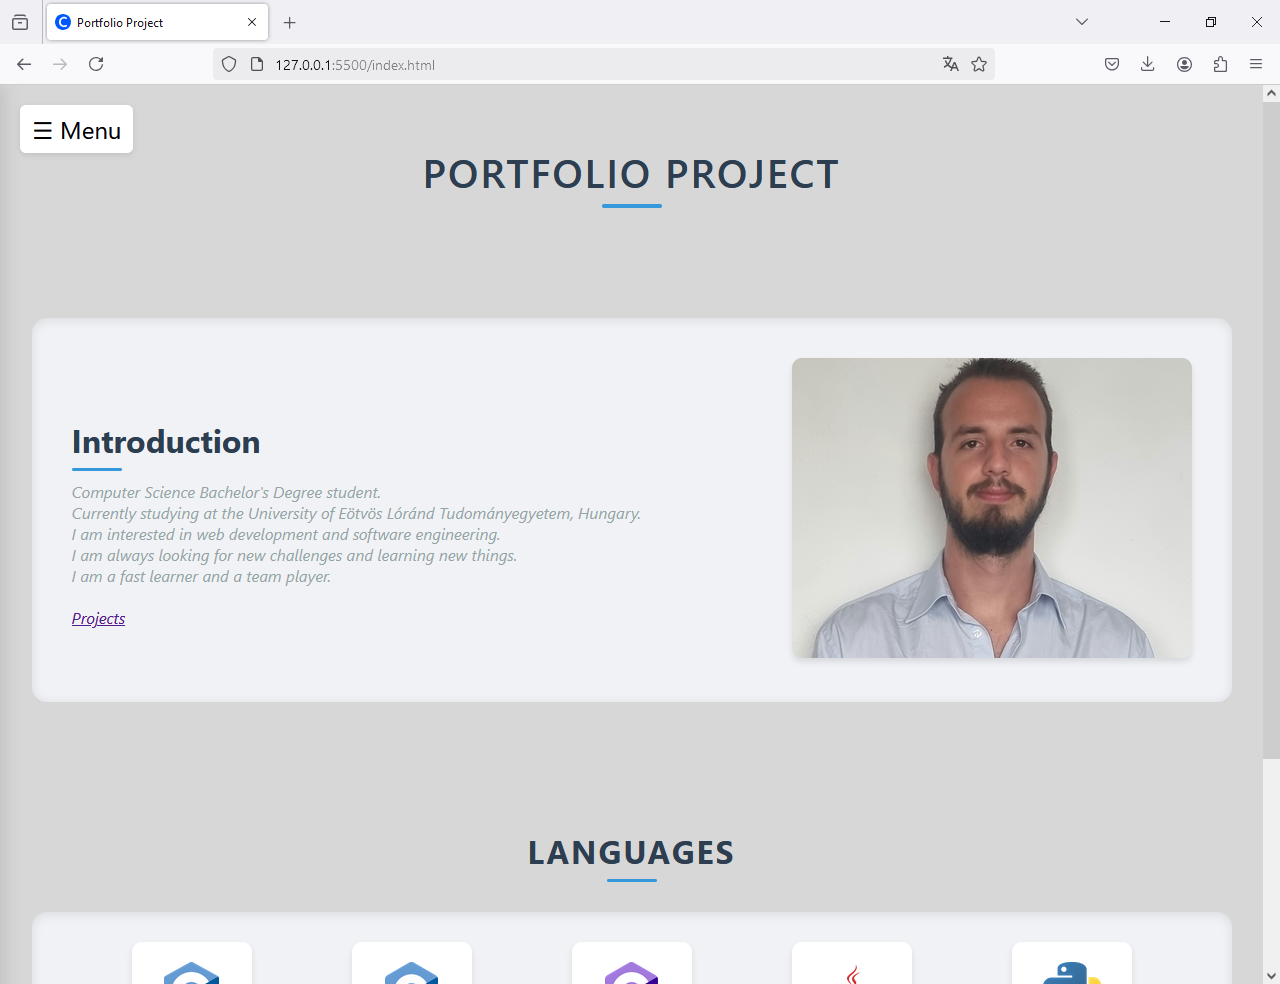 Portfolio Project
127.0.0.1:5500/index.html
☰ Menu
PORTFOLIO PROJECT
Introduction
Computer Science Bachelor's Degree student.
Currently studying at the University of Eötvös Lóránd Tudományegyetem, Hungary.
I am interested in web development and software engineering.
I am always looking for new challenges and learning new things.
I am a fast learner and a team player.
Projects
LANGUAGES